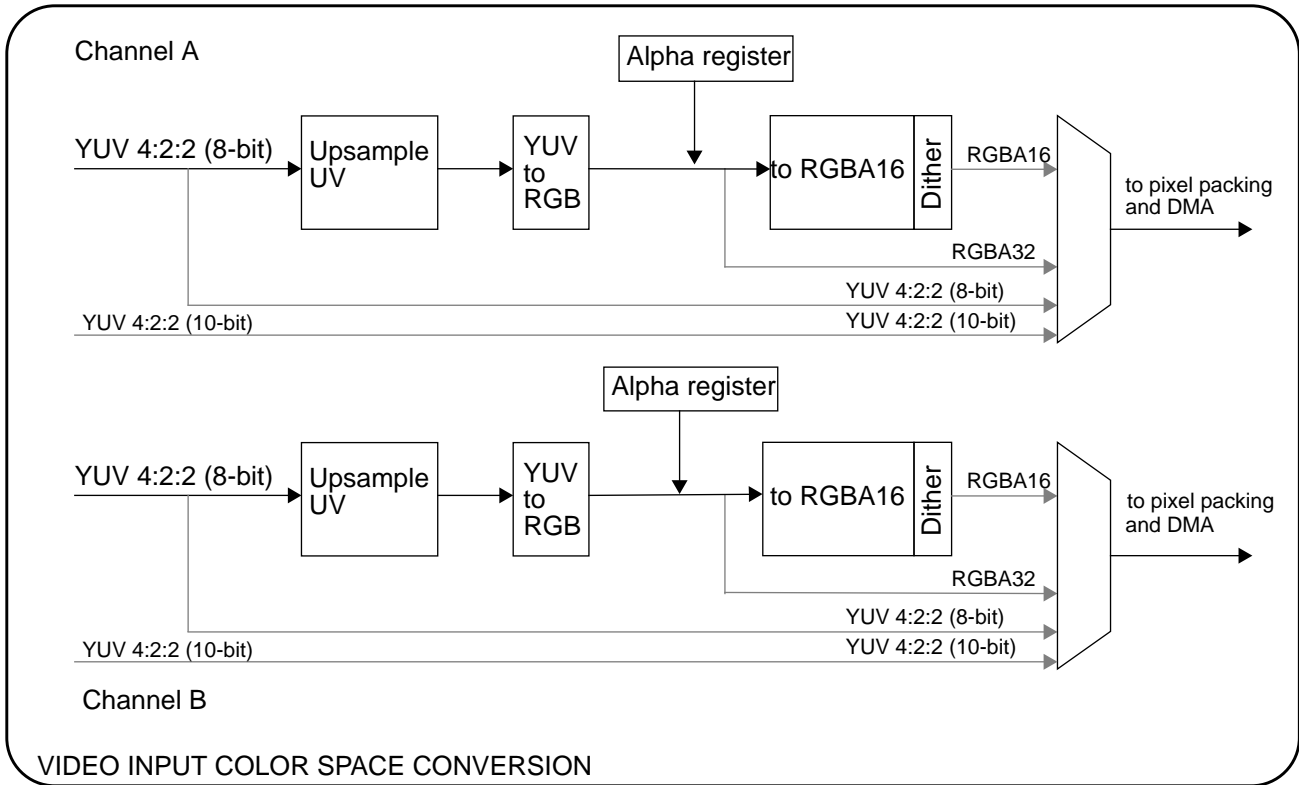 Channel A
Alpha register
YUV 4:2:2 (8-bit)
Upsample
UV
YUV
to
RGB
to RGBA16
Dither
RGBA16
to pixel packing
and DMA
RGBA32
YUV 4:2:2 (8-bit)
YUV 4:2:2 (10-bit)
YUV 4:2:2 (10-bit)
Alpha register
YUV 4:2:2 (8-bit)
Upsample
UV
YUV
to
RGB
to RGBA16
Dither
RGBA16
to pixel packing
and DMA
RGBA32
YUV 4:2:2 (8-bit)
YUV 4:2:2 (10-bit)
YUV 4:2:2 (10-bit)
Channel B
VIDEO INPUT COLOR SPACE CONVERSION